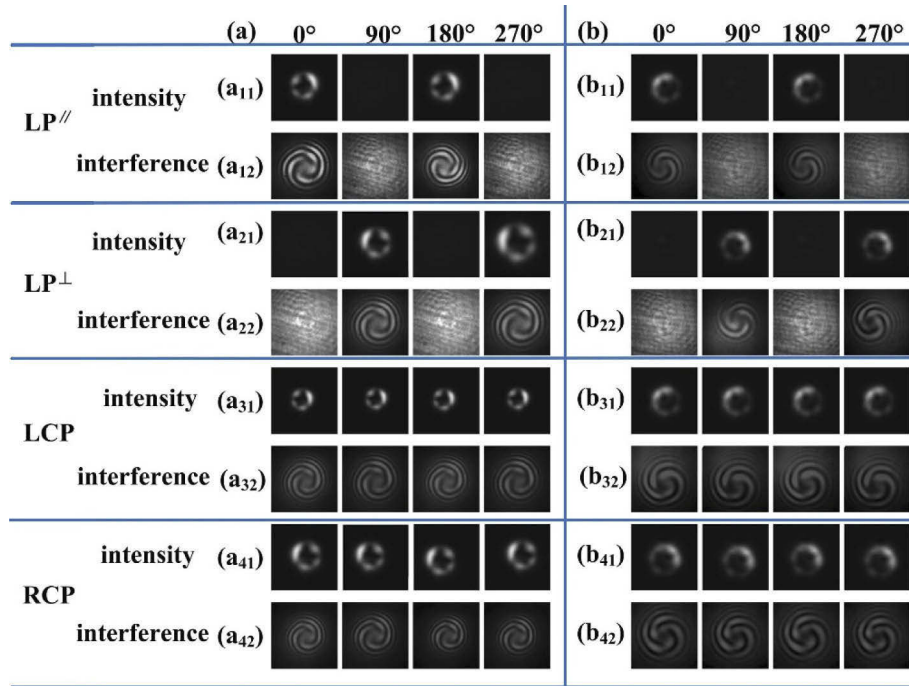 (a) 0° 90° 180° 270° (b) 0° 90° 180° 270°
LP⫽ intensity (a₁₁) (b₁₁)
interference (a₁₂) (b₁₂)
LP⊥ intensity (a₂₁) (b₂₁)
interference (a₂₂) (b₂₂)
LCP intensity (a₃₁) (b₃₁)
interference (a₃₂) (b₃₂)
RCP intensity (a₄₁) (b₄₁)
interference (a₄₂) (b₄₂)